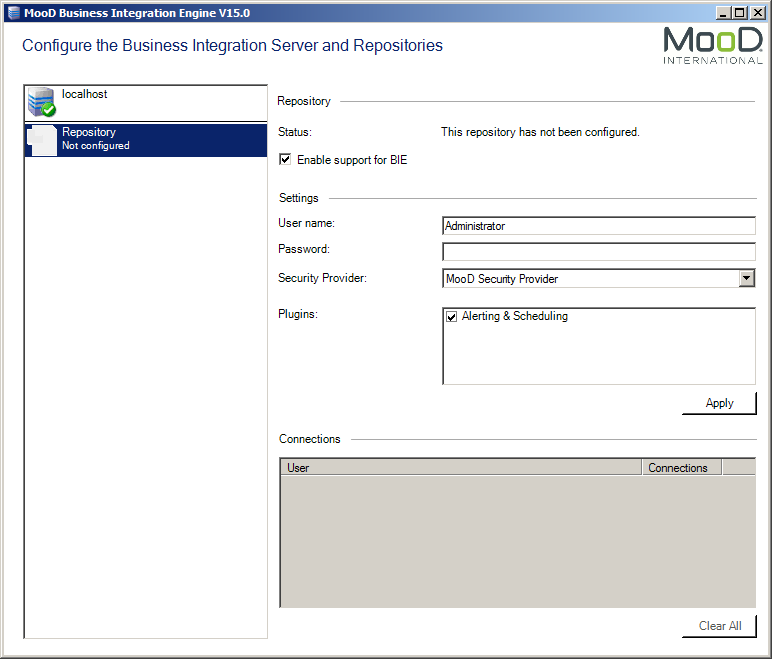 MooD Business Integration Engine V15.0
Configure the Business Integration Server and Repositories
MooD
INTERNATIONAL
localhost
Repository
Not configured
Repository
Status: This repository has not been configured.
Enable support for BIE
Settings
User name: Administrator
Password:
Security Provider: MooD Security Provider
Plugins: Alerting & Scheduling
Apply
Connections
User Connections
Clear All